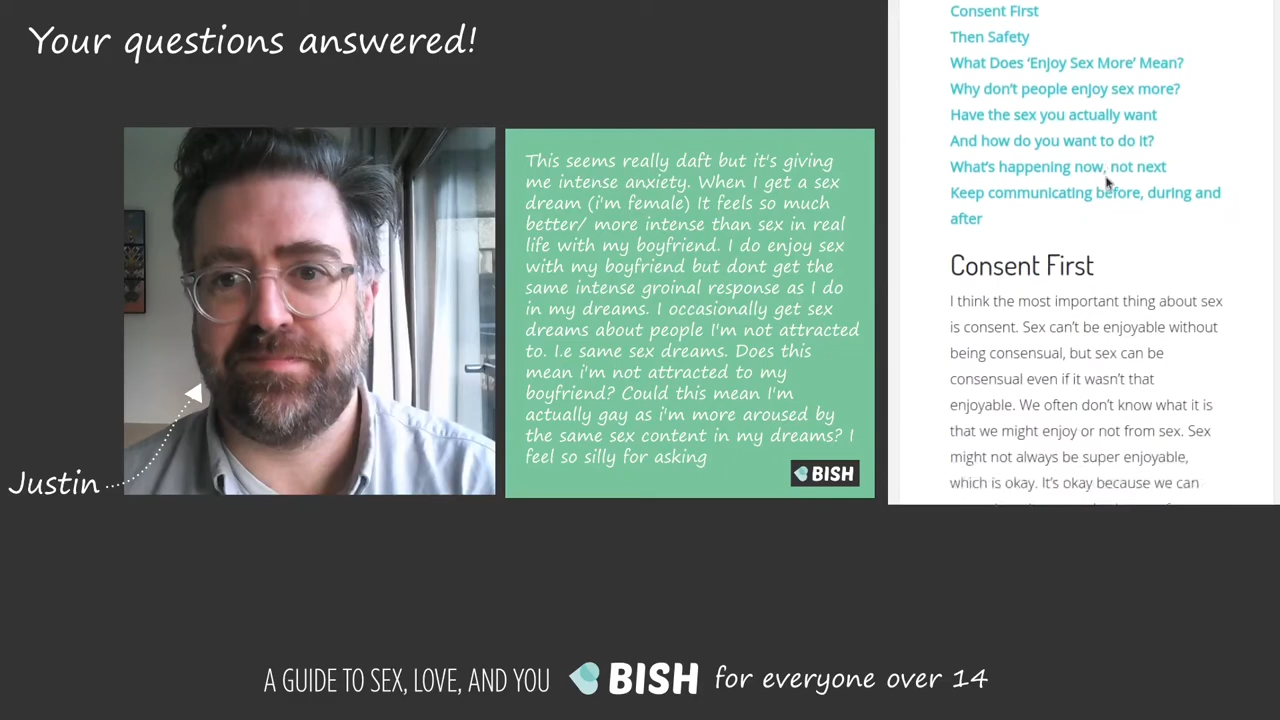 Your questions answered!
Justin
This seems really daft but it's giving
me intense anxiety. When I get a sex
dream (i'm female) It feels so much
better/ more intense than sex in real
life with my boyfriend. I do enjoy sex
with my boyfriend but dont get the
same intense groinal response as I do
in my dreams. I occasionally get sex
dreams about people I'm not attracted
to. I.e same sex dreams. Does this
mean i'm not attracted to my
boyfriend? Could this mean I'm
actually gay as i'm more aroused by
the same sex content in my dreams? I
feel so silly for asking
BISH
Consent First
Then Safety
What Does ‘Enjoy Sex More’ Mean?
Why don’t people enjoy sex more?
Have the sex you actually want
And how do you want to do it?
What’s happening now, not next
Keep communicating before, during and
after
Consent First
I think the most important thing about sex
is consent. Sex can’t be enjoyable without
being consensual, but sex can be
consensual even if it wasn’t that
enjoyable. We often don’t know what it is
that we might enjoy or not from sex. Sex
might not always be super enjoyable,
which is okay. It’s okay because we can
A GUIDE TO SEX, LOVE, AND YOU BISH for everyone over 14